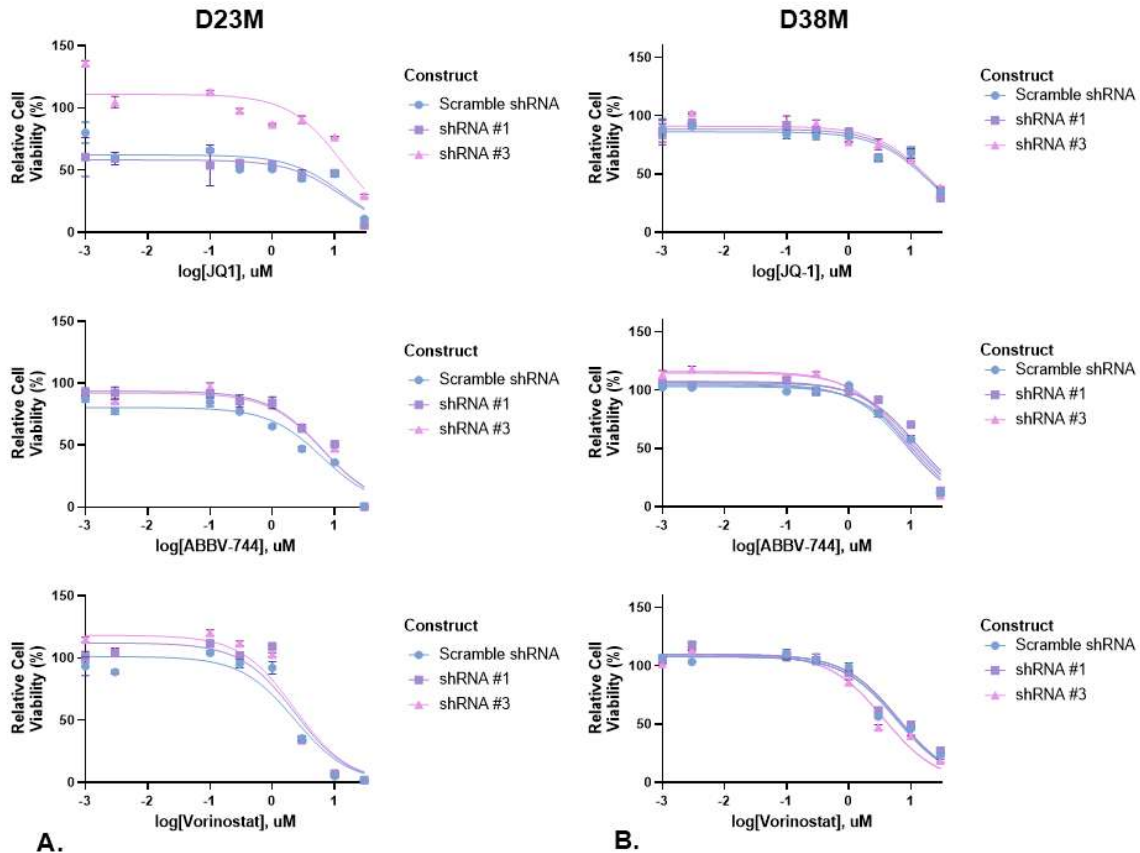 D23M
D38M
Relative Cell
Viability (%)
150
100
50
0
-3
-2
-1
0
1
log[JQ1], uM
Construct
Scramble shRNA
shRNA #1
shRNA #3
Relative Cell
Viability (%)
150
100
50
0
-3
-2
-1
0
1
log[JQ-1], uM
Construct
Scramble shRNA
shRNA #1
shRNA #3
Relative Cell
Viability (%)
150
100
50
0
-3
-2
-1
0
1
log[ABBV-744], uM
Construct
Scramble shRNA
shRNA #1
shRNA #3
Relative Cell
Viability (%)
150
100
50
0
-3
-2
-1
0
1
log[ABBV-744], uM
Construct
Scramble shRNA
shRNA #1
shRNA #3
Relative Cell
Viability (%)
150
100
50
0
-3
-2
-1
0
1
log[Vorinostat], uM
Construct
Scramble shRNA
shRNA #1
shRNA #3
Relative Cell
Viability (%)
150
100
50
0
-3
-2
-1
0
1
log[Vorinostat], uM
Construct
Scramble shRNA
shRNA #1
shRNA #3
A.
B.